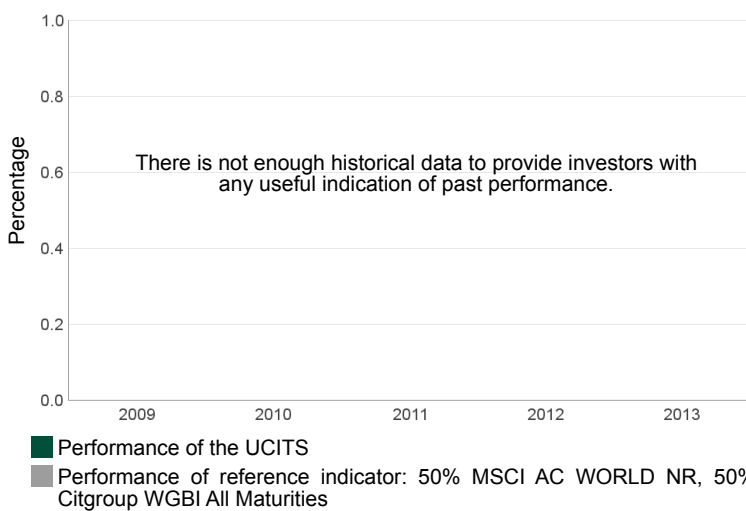 1.0
0.8
Percentage
There is not enough historical data to provide investors with
0.6
any useful indication of past performance.
0.4
0.2
0.0
2009 2010 2011 2012 2013
Performance of the UCITS
Performance of reference indicator: 50% MSCI AC WORLD NR, 50%
Citgroup WGBI All Maturities